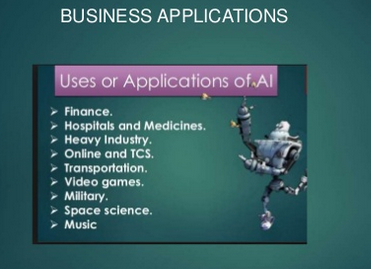 BUSINESS APPLICATIONS
Uses or Applications of AI
Finance.
Hospitals and Medicines.
Heavy Industry.
Online and TCS.
Transportation.
Video games.
Military.
Space science.
Music